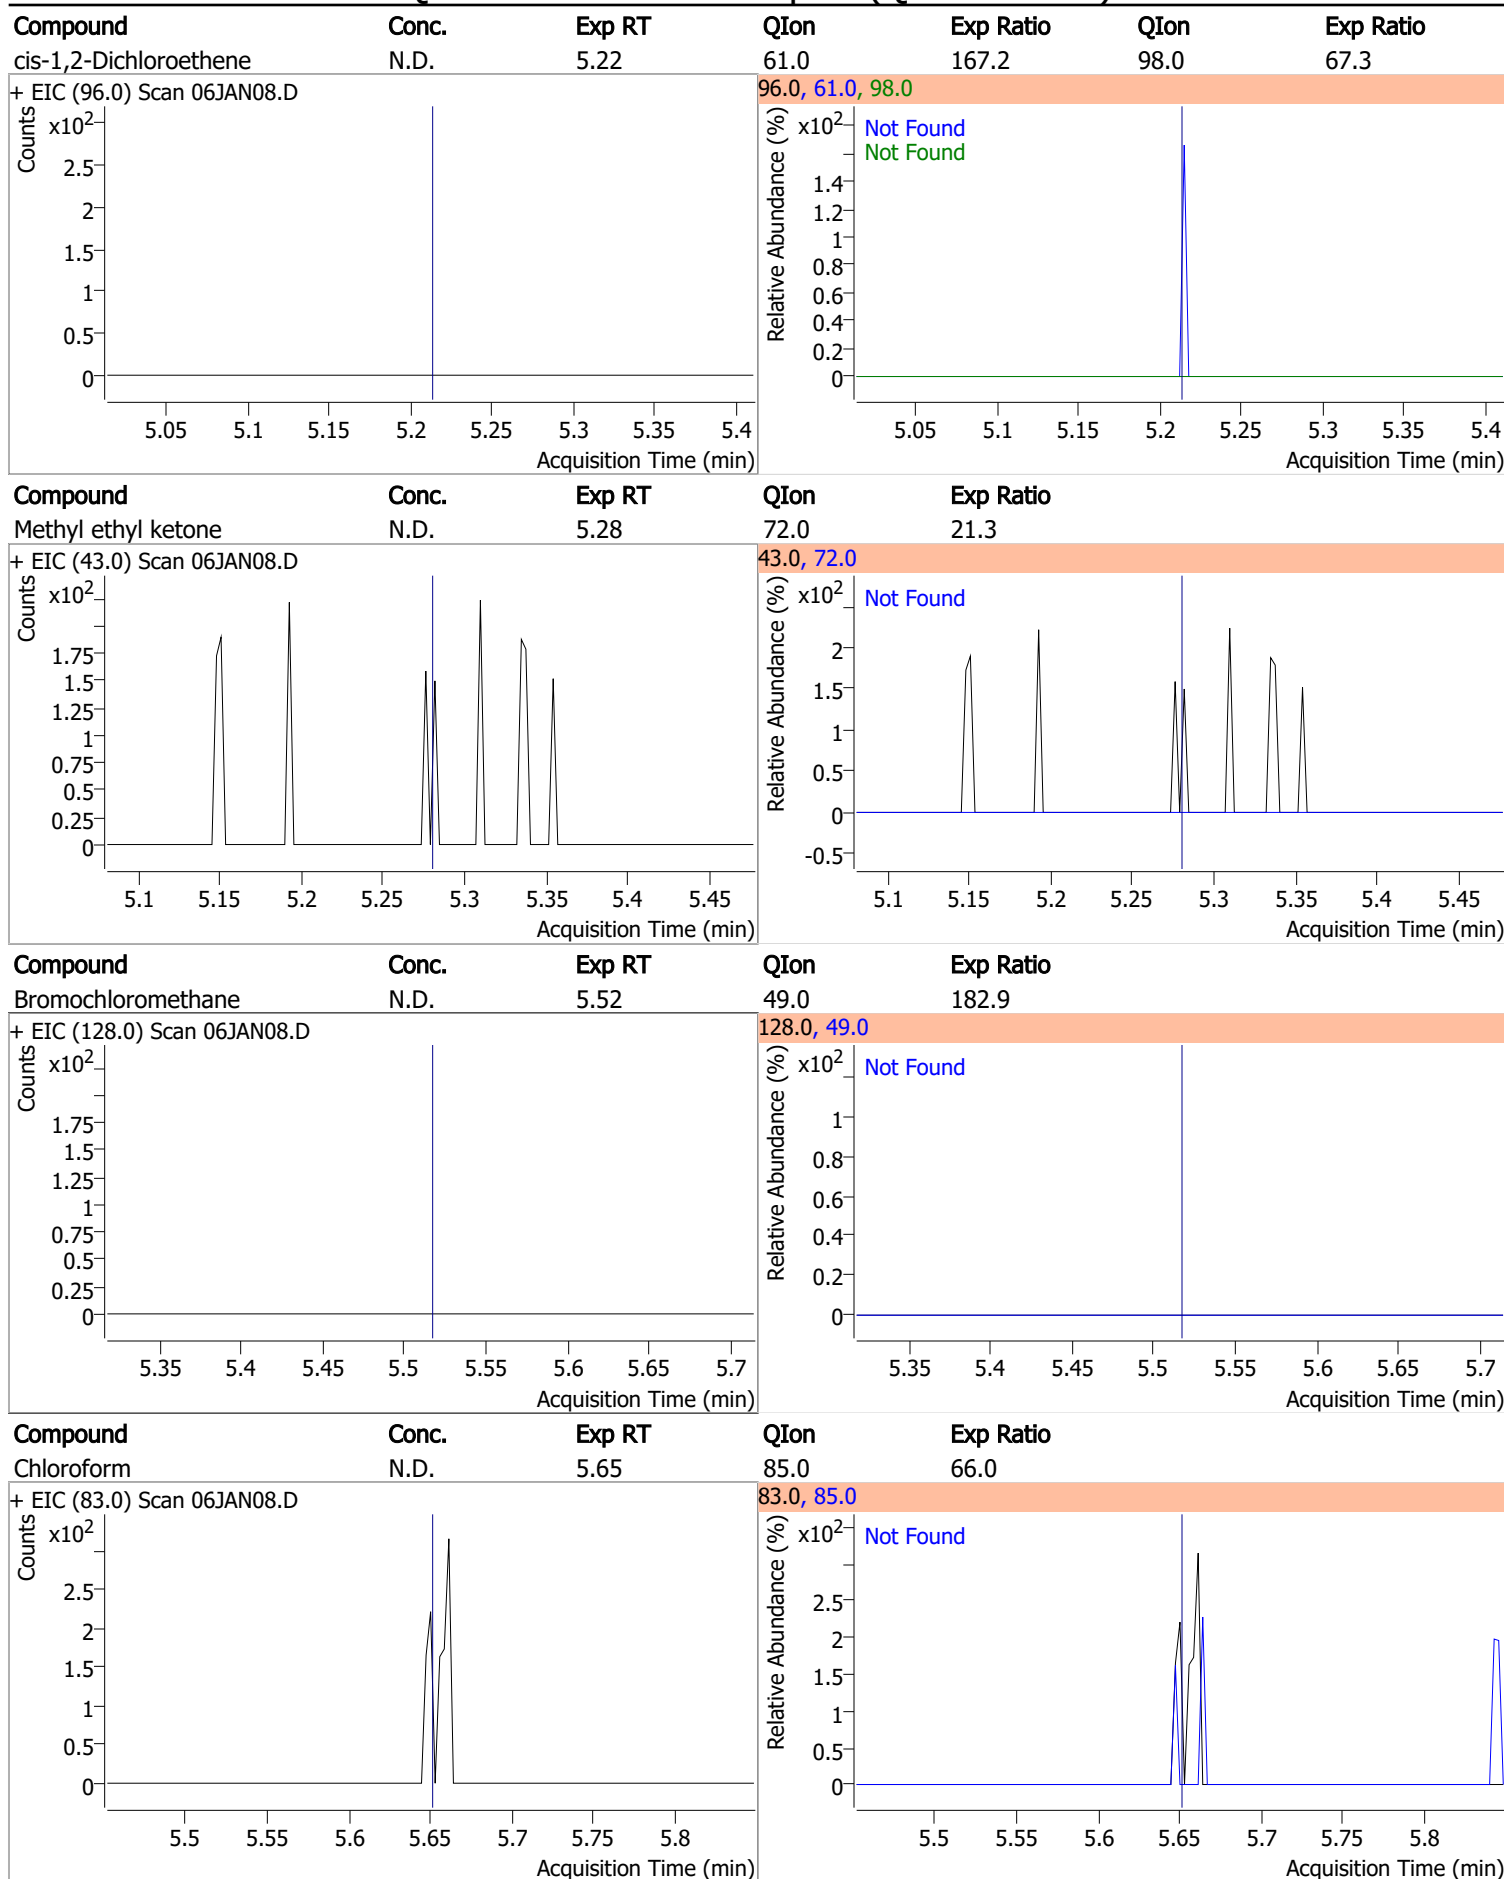 Compound Conc. Exp RT QIon Exp Ratio QIon Exp Ratio
cis-1,2-Dichloroethene N.D. 5.22 61.0 167.2 98.0 67.3
+ EIC (96.0) Scan 06JAN08.D
Counts
x10²
2.5
2
1.5
1
0.5
0
5.05 5.1 5.15 5.2 5.25 5.3 5.35 5.4
Acquisition Time (min)
96.0, 61.0, 98.0
Relative Abundance (%)
x10²
Not Found
Not Found
1.4
1.2
1
0.8
0.6
0.4
0.2
0
5.05 5.1 5.15 5.2 5.25 5.3 5.35 5.4
Acquisition Time (min)
Compound Conc. Exp RT QIon Exp Ratio
Methyl ethyl ketone N.D. 5.28 72.0 21.3
+ EIC (43.0) Scan 06JAN08.D
Counts
x10²
1.75
1.5
1.25
1
0.75
0.5
0.25
0
5.1 5.15 5.2 5.25 5.3 5.35 5.4 5.45
Acquisition Time (min)
43.0, 72.0
Relative Abundance (%)
x10²
Not Found
2
1.5
1
0.5
0
-0.5
5.1 5.15 5.2 5.25 5.3 5.35 5.4 5.45
Acquisition Time (min)
Compound Conc. Exp RT QIon Exp Ratio
Bromochloromethane N.D. 5.52 49.0 182.9
+ EIC (128.0) Scan 06JAN08.D
Counts
x10²
1.75
1.5
1.25
1
0.75
0.5
0.25
0
5.35 5.4 5.45 5.5 5.55 5.6 5.65 5.7
Acquisition Time (min)
128.0, 49.0
Relative Abundance (%)
x10²
Not Found
1
0.8
0.6
0.4
0.2
0
5.35 5.4 5.45 5.5 5.55 5.6 5.65 5.7
Acquisition Time (min)
Compound Conc. Exp RT QIon Exp Ratio
Chloroform N.D. 5.65 85.0 66.0
+ EIC (83.0) Scan 06JAN08.D
Counts
x10²
2.5
2
1.5
1
0.5
0
5.5 5.55 5.6 5.65 5.7 5.75 5.8
Acquisition Time (min)
83.0, 85.0
Relative Abundance (%)
x10²
Not Found
2.5
2
1.5
1
0.5
0
5.5 5.55 5.6 5.65 5.7 5.75 5.8
Acquisition Time (min)